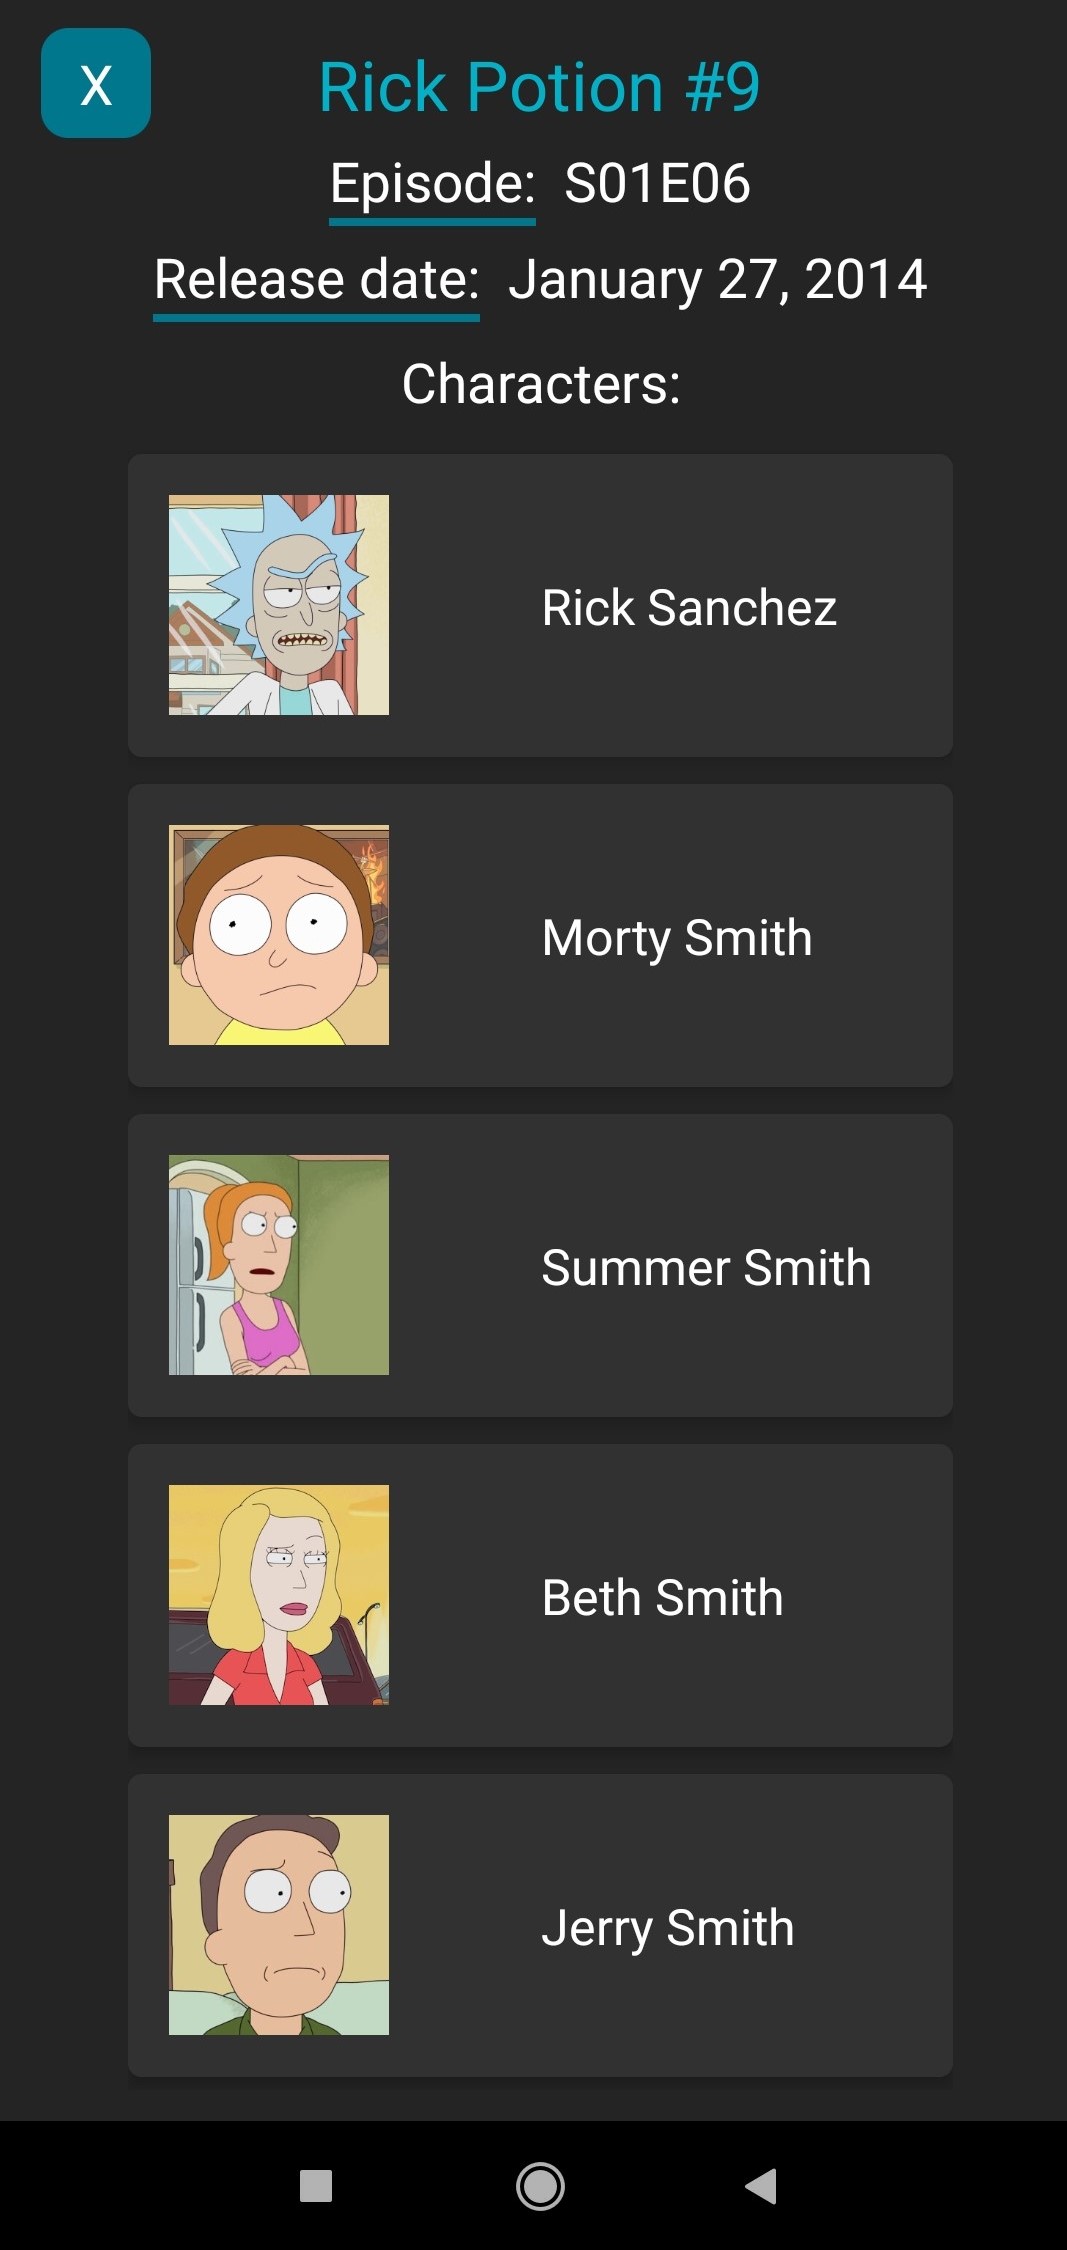 X
Rick Potion #9
Episode: S01E06
Release date: January 27, 2014
Characters:
Rick Sanchez
Morty Smith
Summer Smith
Beth Smith
Jerry Smith